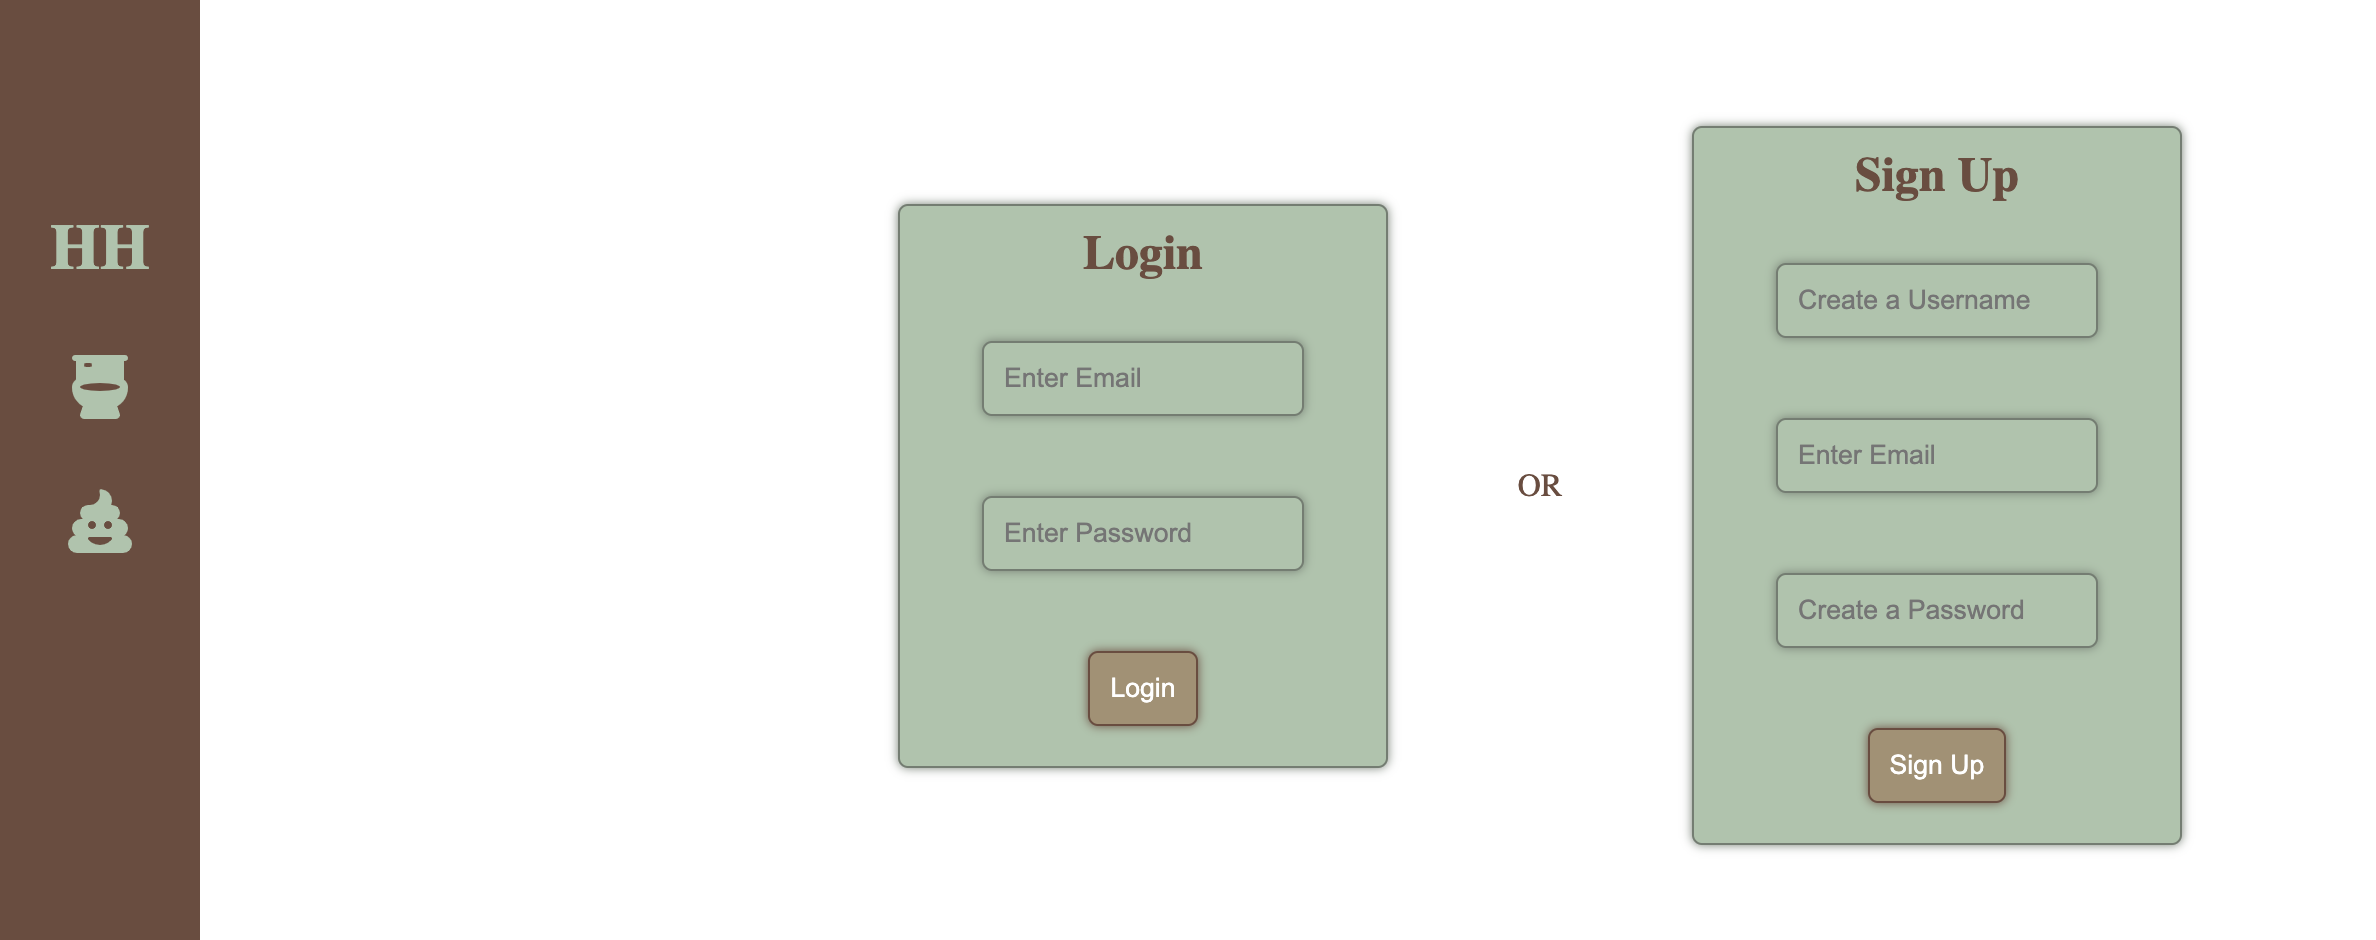 HH
Login
Enter Email
Enter Password
Login
OR
Sign Up
Create a Username
Enter Email
Create a Password
Sign Up